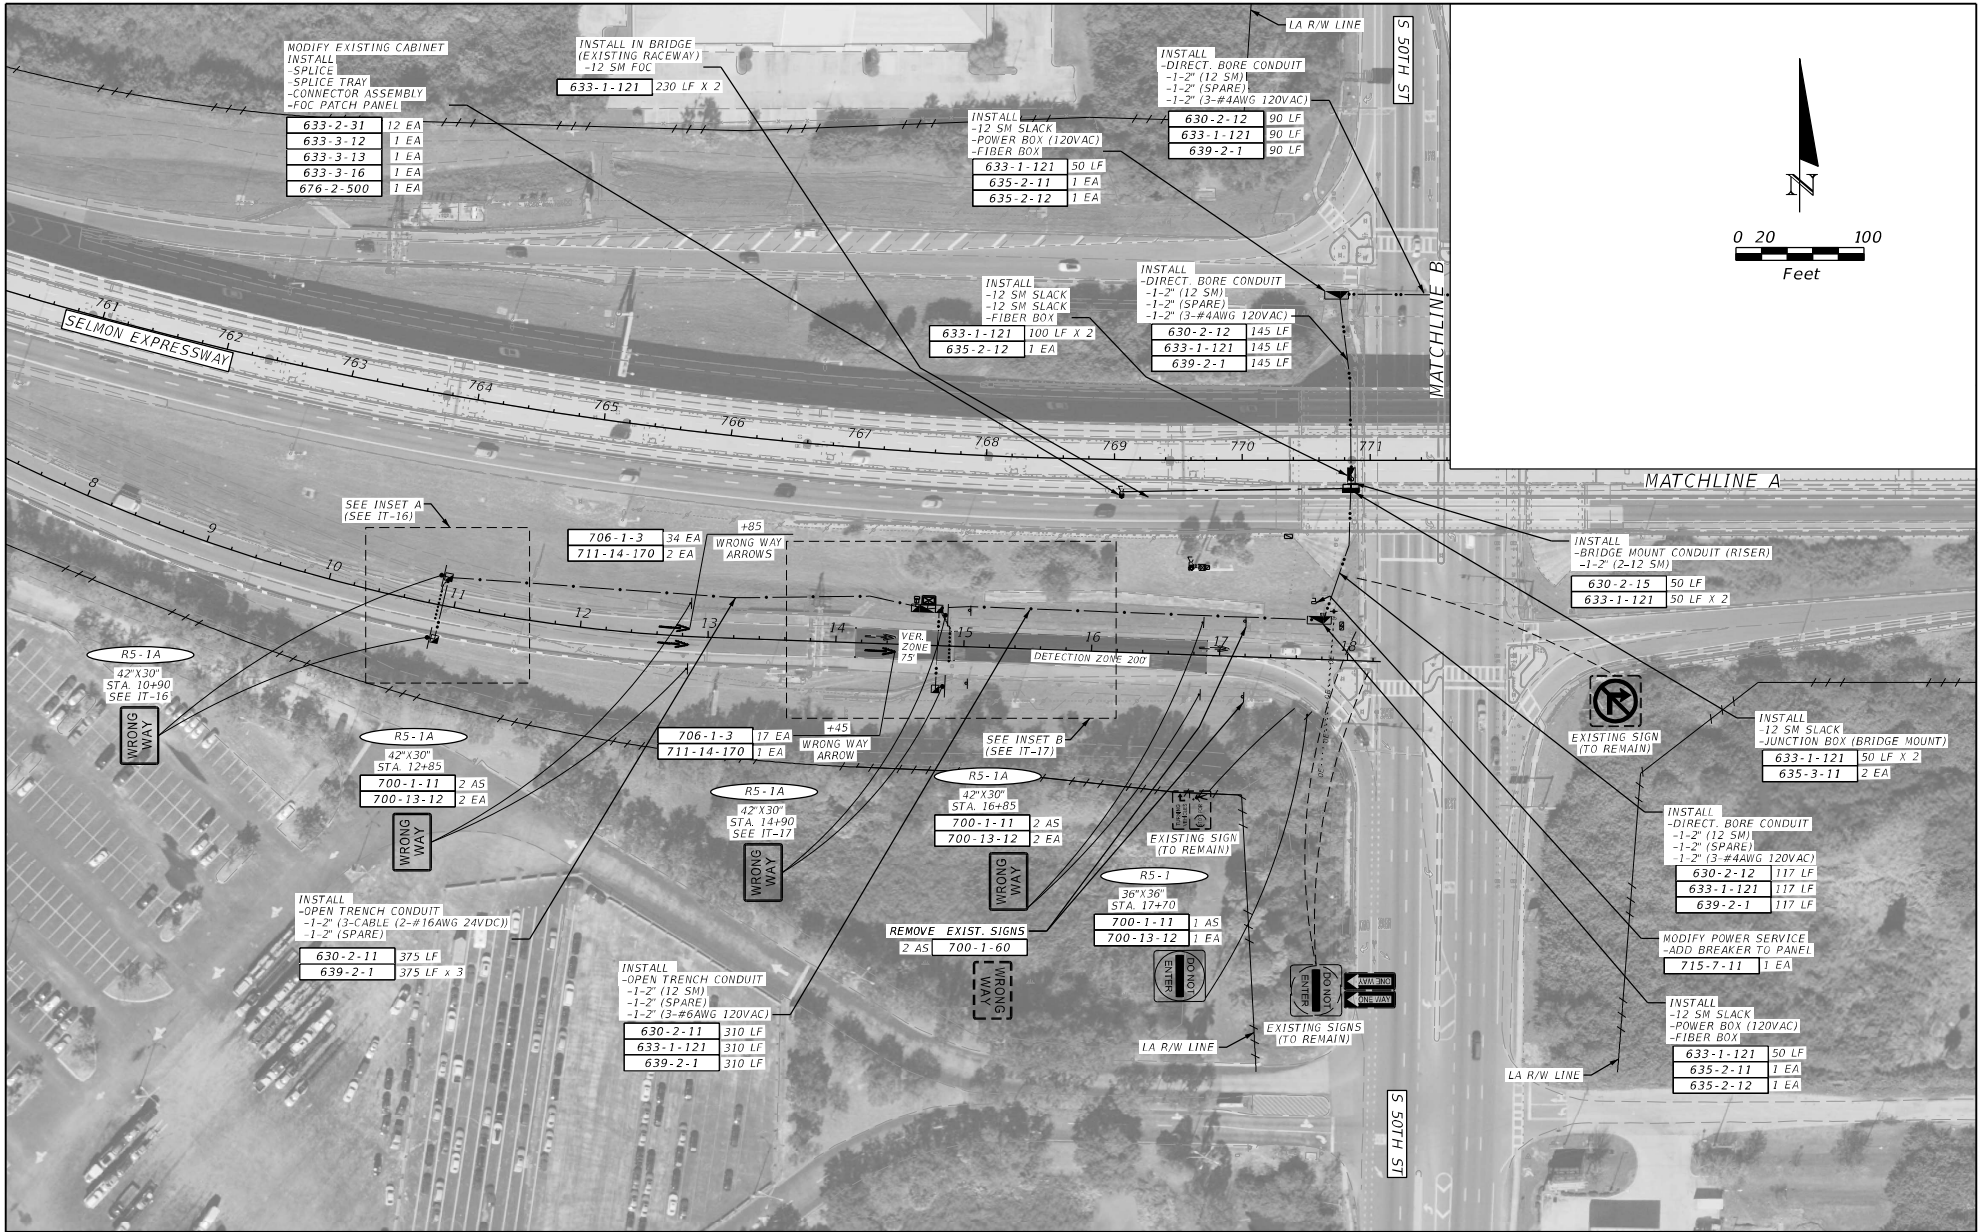 MODIFY EXISTING CABINET
INSTALL
-SPLICE
-SPLICE TRAY
-CONNECTOR ASSEMBLY
-FOC PATCH PANEL
633-2-31 12 EA
633-3-12 1 EA
633-3-13 1 EA
633-3-16 1 EA
676-2-500 1 EA
INSTALL IN BRIDGE
(EXISTING RACEWAY)
-12 SM FOC
633-1-121 230 LF X 2
INSTALL
-12 SM SLACK
-POWER BOX (120VAC)
-FIBER BOX
633-1-121 50 LF
635-2-11 1 EA
635-2-12 1 EA
INSTALL
-DIRECT. BORE CONDUIT
-1-2" (12 SM)
-1-2" (SPARE)
-1-2" (3-#4AWG 120VAC)
630-2-12 90 LF
633-1-121 90 LF
639-2-1 90 LF
LA R/W LINE
S 50TH ST
N
0 20 100
Feet
MATCHLINE B
INSTALL
-12 SM SLACK
-12 SM SLACK
-FIBER BOX
633-1-121 100 LF X 2
635-2-12 1 EA
INSTALL
-DIRECT. BORE CONDUIT
-1-2" (12 SM)
-1-2" (SPARE)
-1-2" (3-#4AWG 120VAC)
630-2-12 145 LF
633-1-121 145 LF
639-2-1 145 LF
SELMON EXPRESSWAY
761
762
763
764
765
766
767
768
769
770
771
MATCHLINE A
8
9
10
11
12
13
14
15
16
17
18
SEE INSET A
(SEE IT-16)
706-1-3 34 EA
711-14-170 2 EA
+85
WRONG WAY
ARROWS
VER.
ZONE
75'
DETECTION ZONE 200'
INSTALL
-BRIDGE MOUNT CONDUIT (RISER)
-1-2" (2-12 SM)
630-2-15 50 LF
633-1-121 50 LF X 2
R5-1A
42"X30"
STA. 10+90
SEE IT-16
WRONG
WAY
R5-1A
42"X30"
STA. 12+85
700-1-11 2 AS
700-13-12 2 EA
WRONG
WAY
706-1-3 17 EA
711-14-170 1 EA
+45
WRONG WAY
ARROW
SEE INSET B
(SEE IT-17)
R5-1A
42"X30"
STA. 14+90
SEE IT-17
WRONG
WAY
R5-1A
42"X30"
STA. 16+85
700-1-11 2 AS
700-13-12 2 EA
WRONG
WAY
REMOVE EXIST. SIGNS
2 AS 700-1-60
WRONG
WAY
EXISTING SIGN
(TO REMAIN)
R5-1
36"X36"
STA. 17+70
700-1-11 1 AS
700-13-12 1 EA
DO NOT
ENTER
DO NOT
ENTER
ONE WAY
ONE WAY
EXISTING SIGNS
(TO REMAIN)
LA R/W LINE
EXISTING SIGN
(TO REMAIN)
INSTALL
-12 SM SLACK
-JUNCTION BOX (BRIDGE MOUNT)
633-1-121 50 LF X 2
635-3-11 2 EA
INSTALL
-DIRECT. BORE CONDUIT
-1-2" (12 SM)
-1-2" (SPARE)
-1-2" (3-#4AWG 120VAC)
630-2-12 117 LF
633-1-121 117 LF
639-2-1 117 LF
MODIFY POWER SERVICE
-ADD BREAKER TO PANEL
715-7-11 1 EA
INSTALL
-12 SM SLACK
-POWER BOX (120VAC)
-FIBER BOX
633-1-121 50 LF
635-2-11 1 EA
635-2-12 1 EA
LA R/W LINE
S 50TH ST
INSTALL
-OPEN TRENCH CONDUIT
-1-2" (3-CABLE (2-#16AWG 24VDC))
-1-2" (SPARE)
630-2-11 375 LF
639-2-1 375 LF x 3
INSTALL
-OPEN TRENCH CONDUIT
-1-2" (12 SM)
-1-2" (SPARE)
-1-2" (3-#6AWG 120VAC)
630-2-11 310 LF
633-1-121 310 LF
639-2-1 310 LF